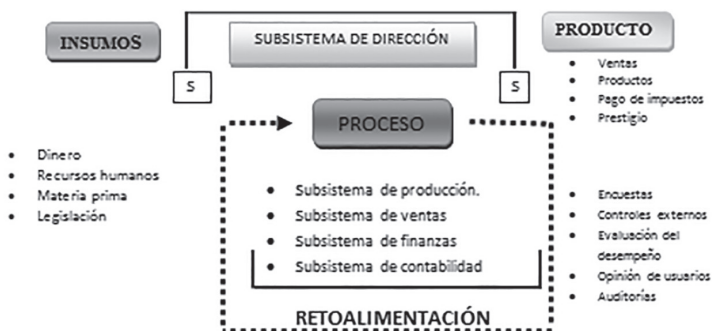 INSUMOS
SUBSISTEMA DE DIRECCIÓN
PRODUCTO
S
S
• Ventas
• Productos
• Pago de impuestos
• Prestigio
PROCESO
• Dinero
• Recursos humanos
• Materia prima
• Legislación
• Subsistema de producción.
• Subsistema de ventas
• Subsistema de finanzas
• Subsistema de contabilidad
• Encuestas
• Controles externos
• Evaluación del
desempeño
• Opinión de usuarios
• Auditorías
RETOALIMENTACIÓN